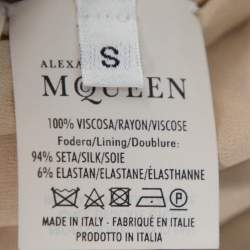 S
ALEXA
MCQUEEN
100% VISCOSA/RAYON/VISCOSE
Fodera/Lining/Doublure:
94% SETA/SILK/SOIE
6% ELASTAN/ELASTANE/ÉLASTHANNE
MADE IN ITALY - FABRIQUÉ EN ITALIE
PRODOTTO IN ITALIA